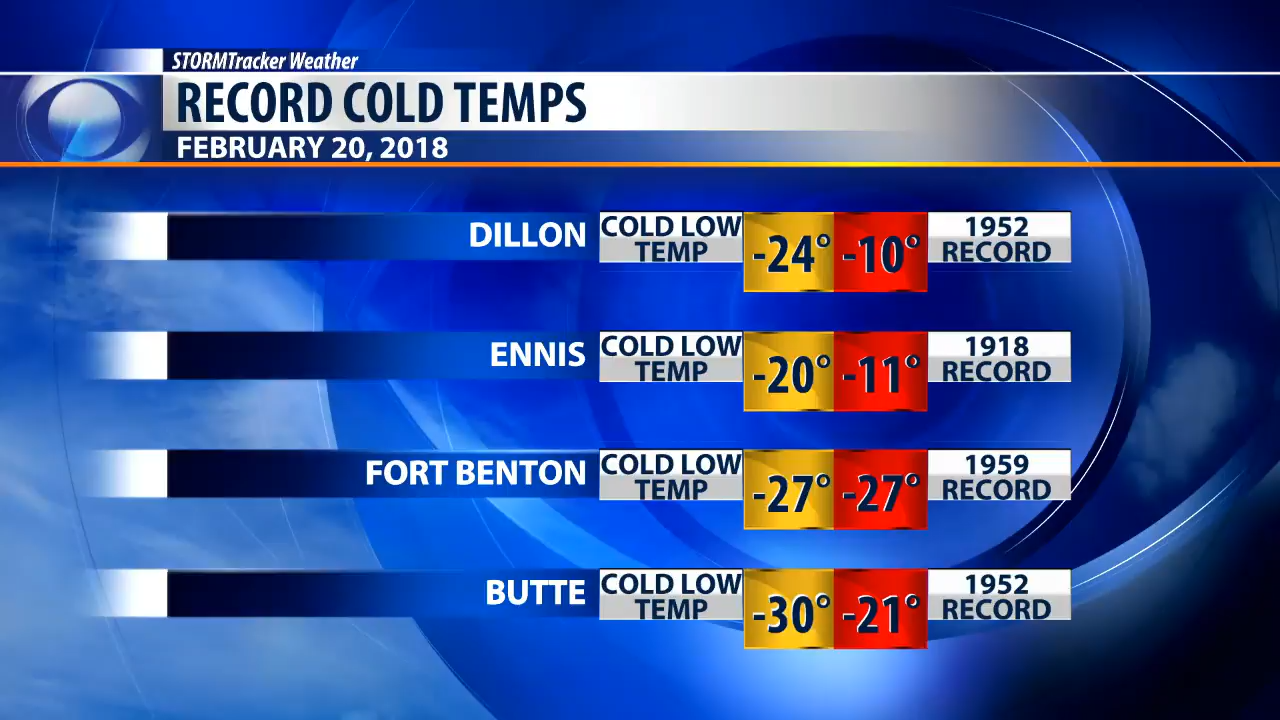 STORMTracker Weather
RECORD COLD TEMPS
FEBRUARY 20, 2018
DILLON COLD LOW TEMP -24° -10° 1952 RECORD
ENNIS COLD LOW TEMP -20° -11° 1918 RECORD
FORT BENTON COLD LOW TEMP -27° -27° 1959 RECORD
BUTTE COLD LOW TEMP -30° -21° 1952 RECORD